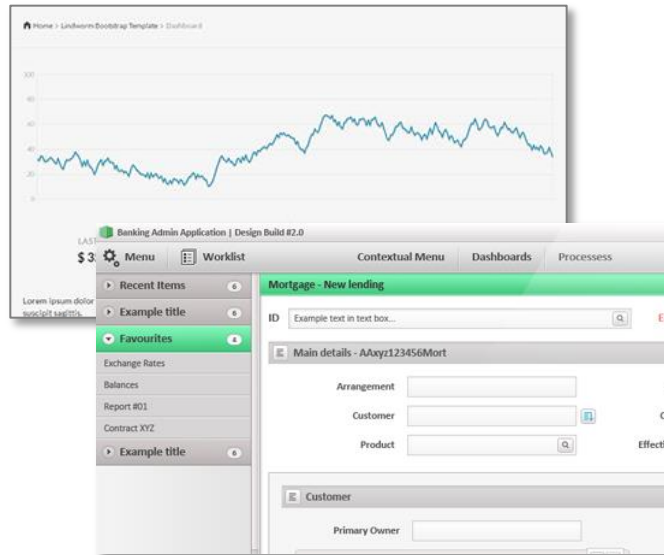 Home > Lindworm Bootstrap Template > Dashboard
100
80
60
40
20
0
LAS
$ 3
Lorem ipsum dolor
suscipit sagittis.
Banking Admin Application | Design Build #2.0
Menu Worklist Contextual Menu Dashboards Processess
Recent Items 6
Example title 6
Favourites 4
Exchange Rates
Balances
Report #01
Contract XYZ
Example title 6
Mortgage - New lending
ID Example text in text box... E
Main details - AAxyz123456Mort
Arrangement
Customer C
Product Effecti
Customer
Primary Owner